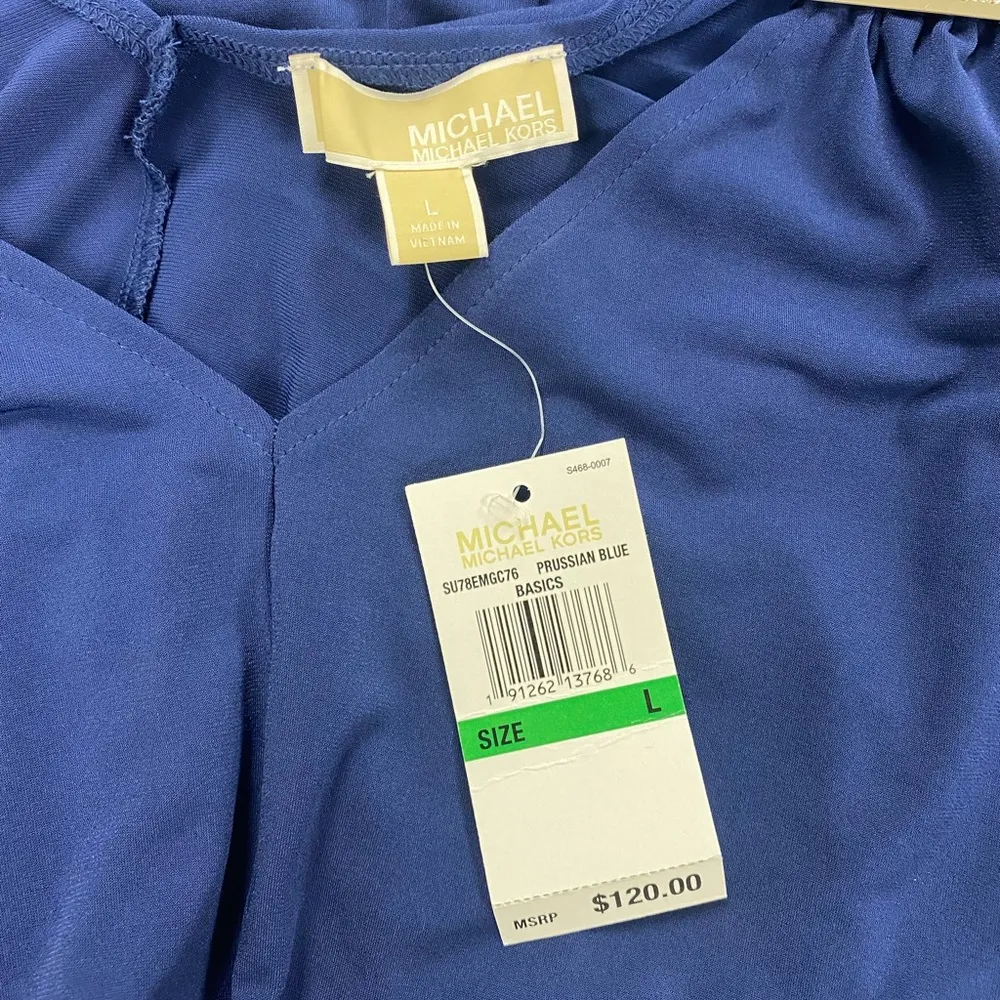 MICHAEL
MICHAEL KORS
L
MADE IN
VIETNAM
S468-0007
MICHAEL
MICHAEL KORS
SU78EMGC76 PRUSSIAN BLUE
BASICS
1 91262 13768 6
SIZE L
MSRP $120.00